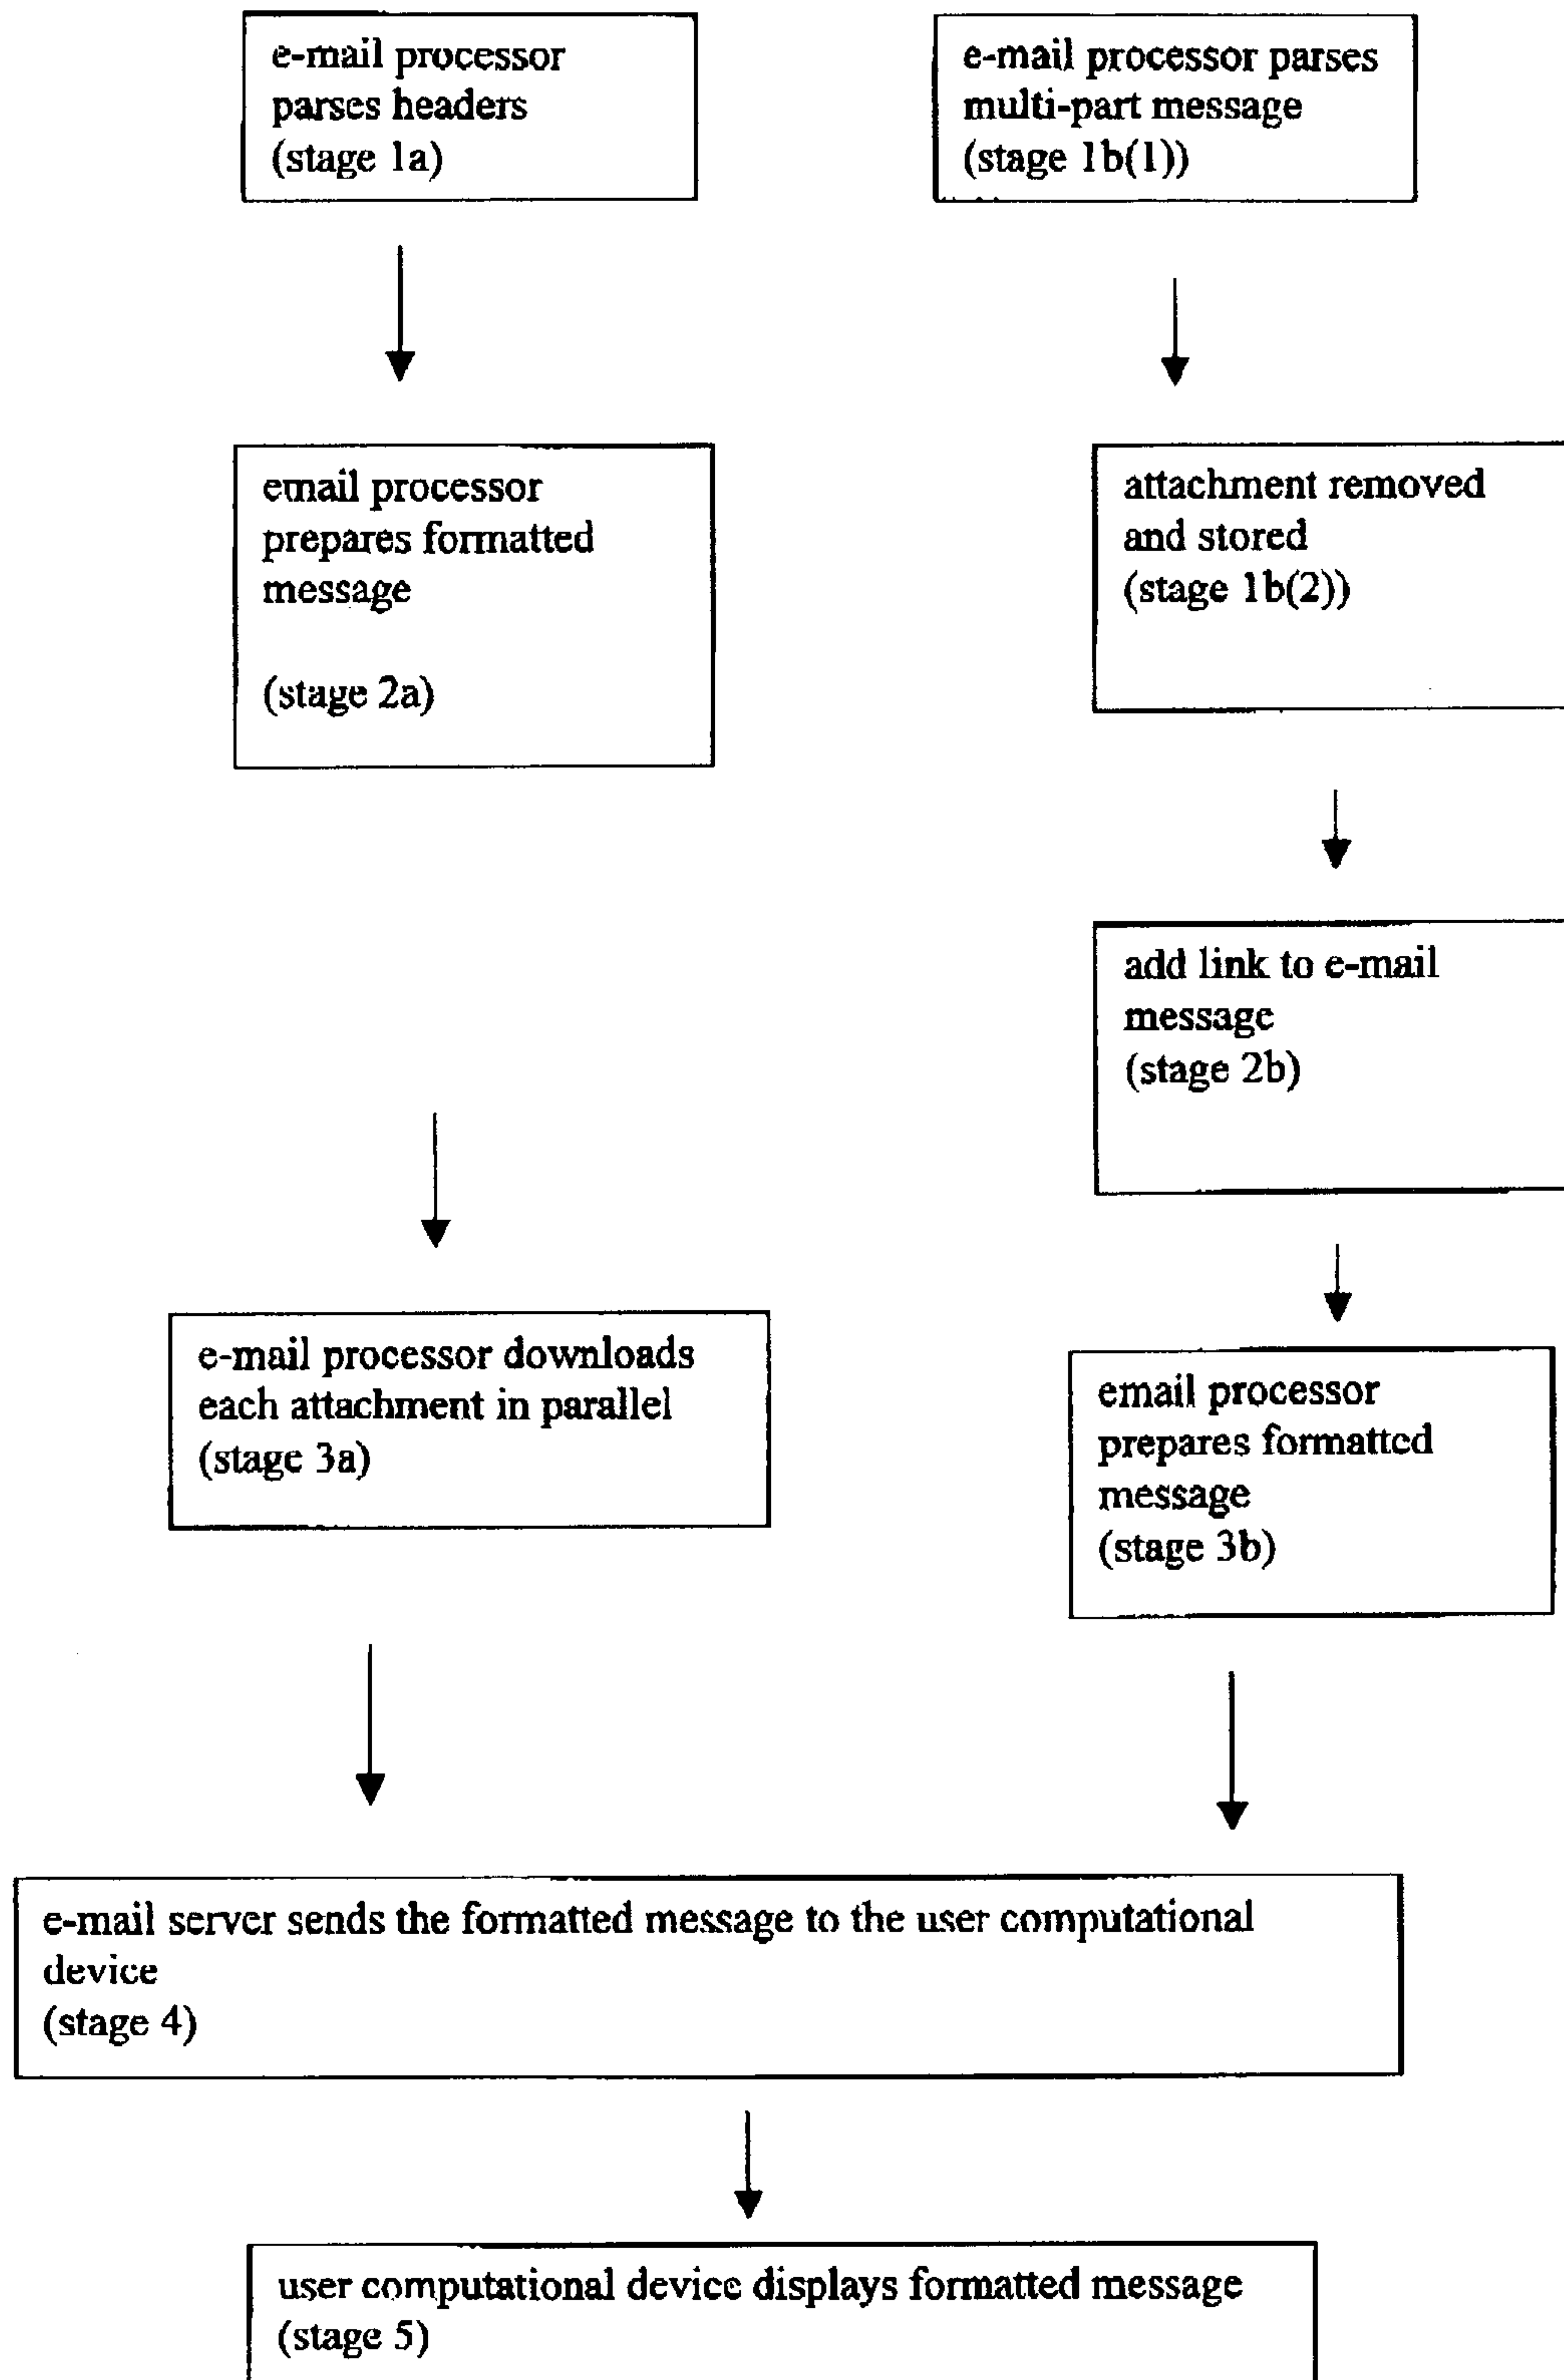 e-mail processor
parses headers
(stage 1a)
e-mail processor parses
multi-part message
(stage 1b(1))
email processor
prepares formatted
message
(stage 2a)
attachment removed
and stored
(stage 1b(2))
add link to e-mail
message
(stage 2b)
e-mail processor downloads
each attachment in parallel
(stage 3a)
email processor
prepares formatted
message
(stage 3b)
e-mail server sends the formatted message to the user computational
device
(stage 4)
user computational device displays formatted message
(stage 5)